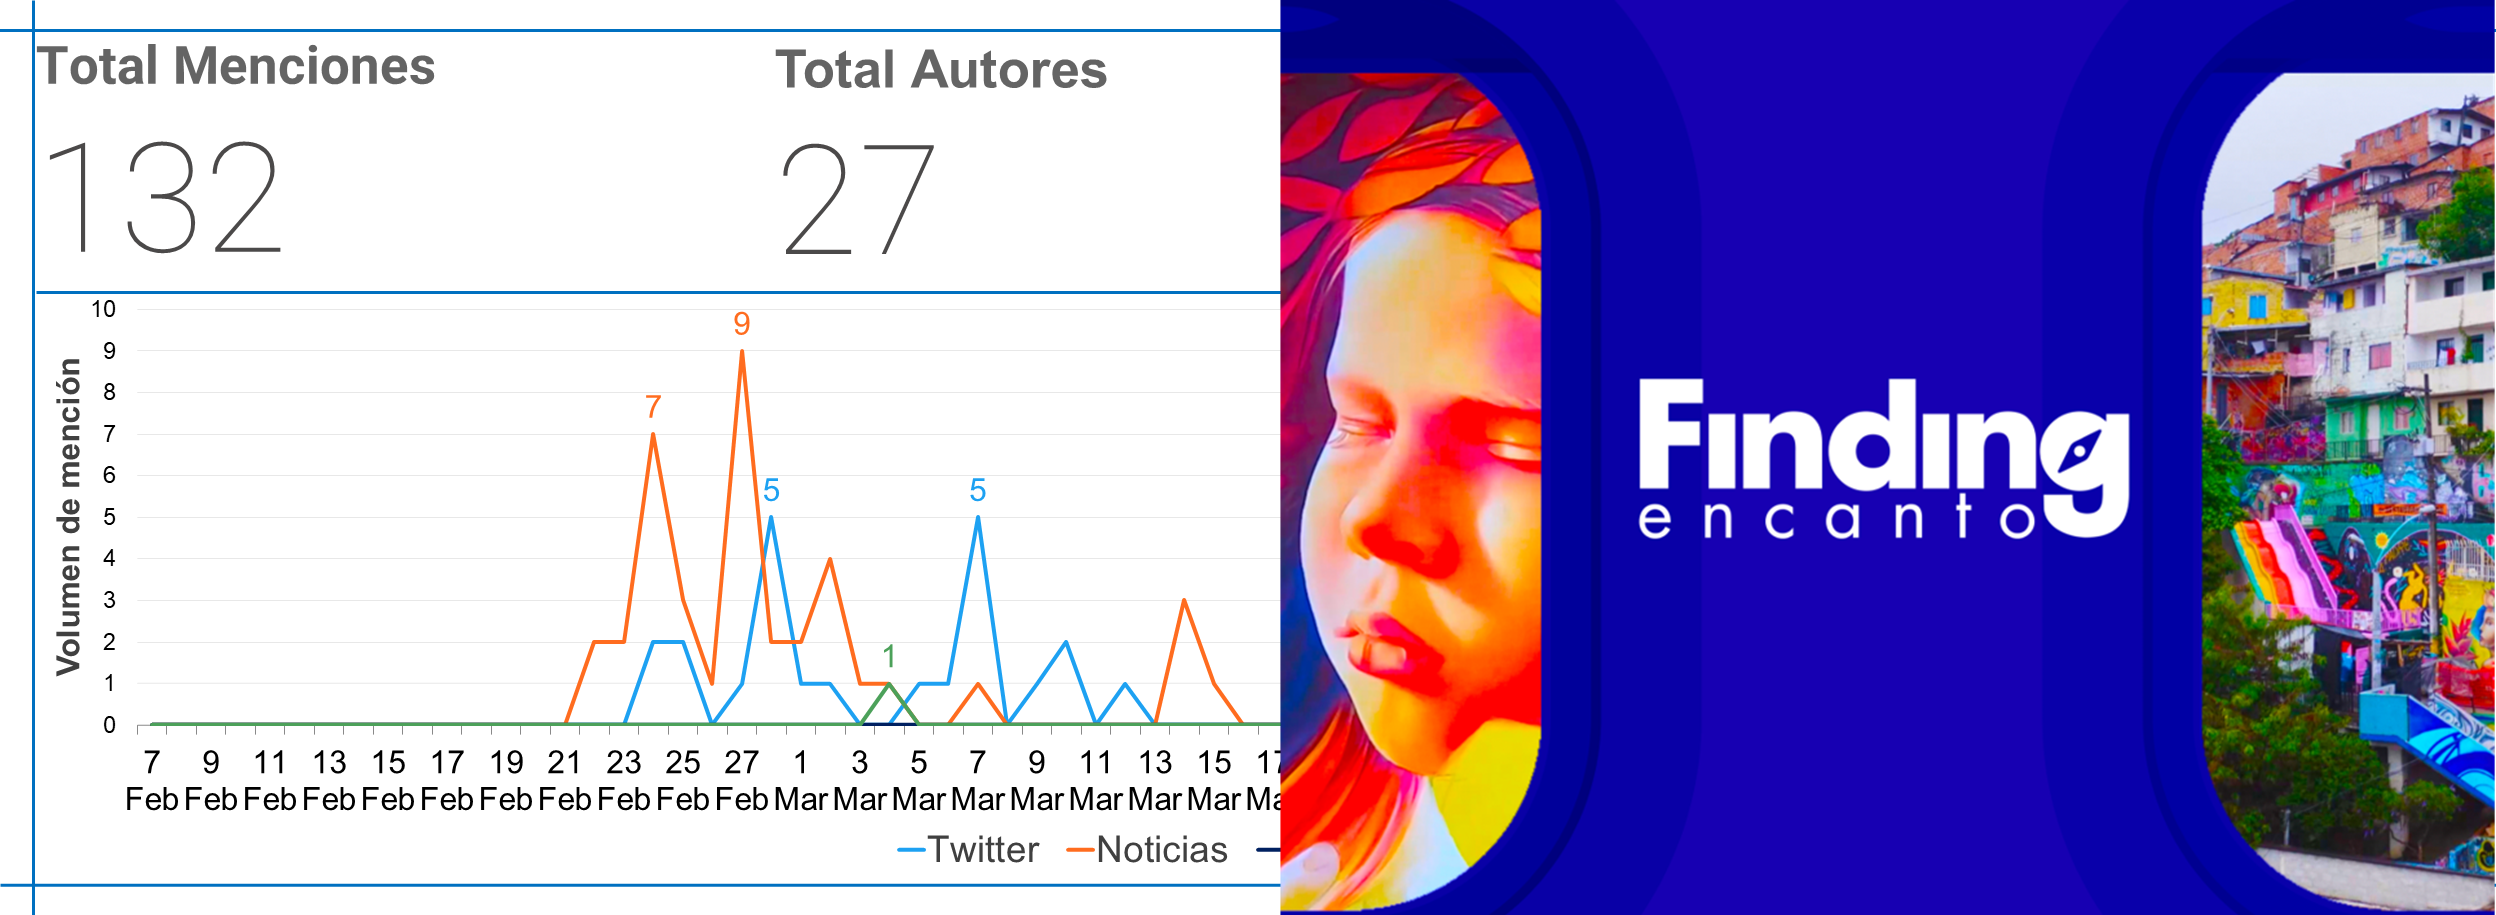 Total Menciones
Total Autores
132
27
10
9
8
7
6
5
4
3
2
1
0
Volumen de mención
7
9
5
5
1
7 9 11 13 15 17 19 21 23 25 27 1 3 5 7 9 11 13 15 17
Feb Feb Feb Feb Feb Feb Feb Feb Feb Feb Feb Mar Mar Mar Mar Mar Mar Mar Mar Ma
Twitter Noticias
Finding
encanto